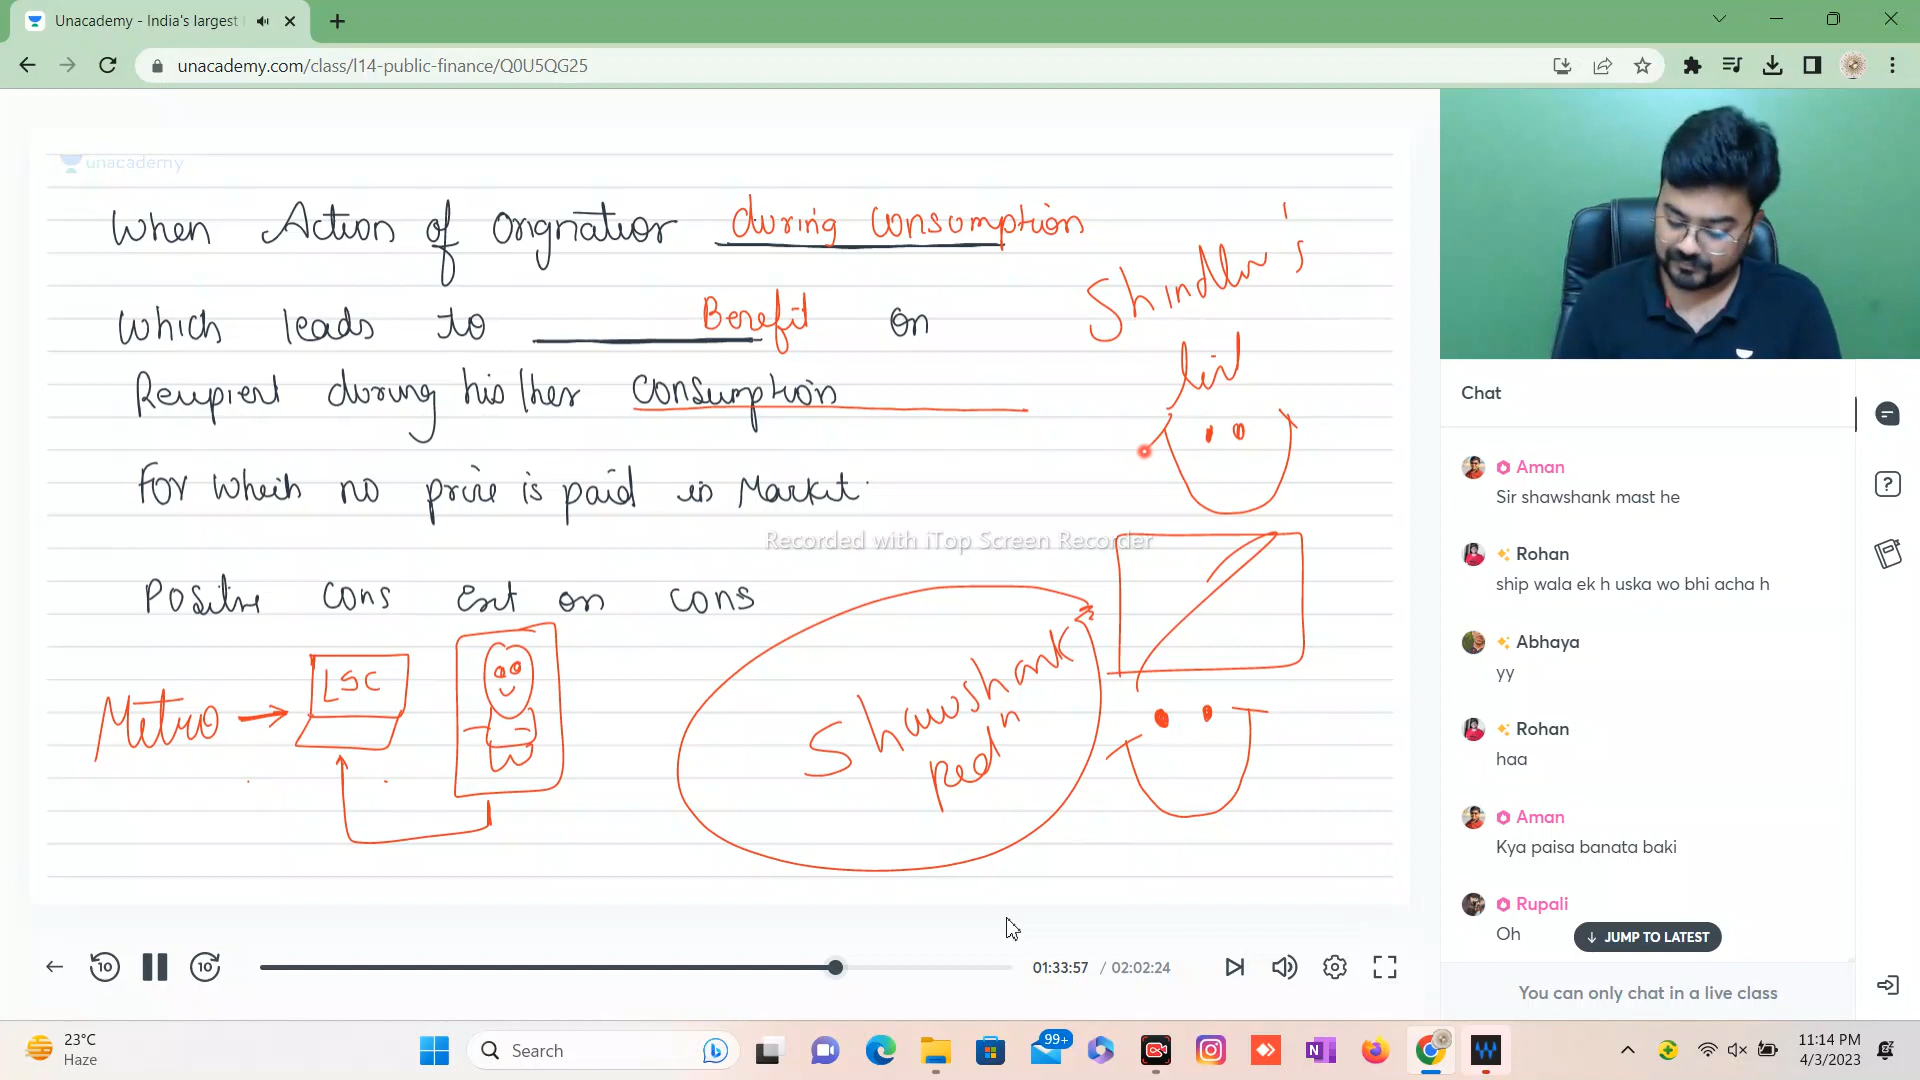 Unacademy - India's largest
unacademy.com/class/l14-public-finance/Q0U5QG25
unacademy
When Action of Orignatior during Consumption
which leads to Benefit on
Recipient during his/her Consumption
For which no price is paid in Market.
Positive Cons Ext on Cons
Metro → LSC
Shindler's
list
Shawshank
redn
Recorded with iTop Screen Recorder
10
10
01:33:57 / 02:02:24
Chat
Aman
Sir shawshank mast he
Rohan
ship wala ek h uska wo bhi acha h
Abhaya
yy
Rohan
haa
Aman
Kya paisa banata baki
Rupali
Oh
JUMP TO LATEST
You can only chat in a live class
23°C
Haze
Search
99+
11:14 PM
4/3/2023